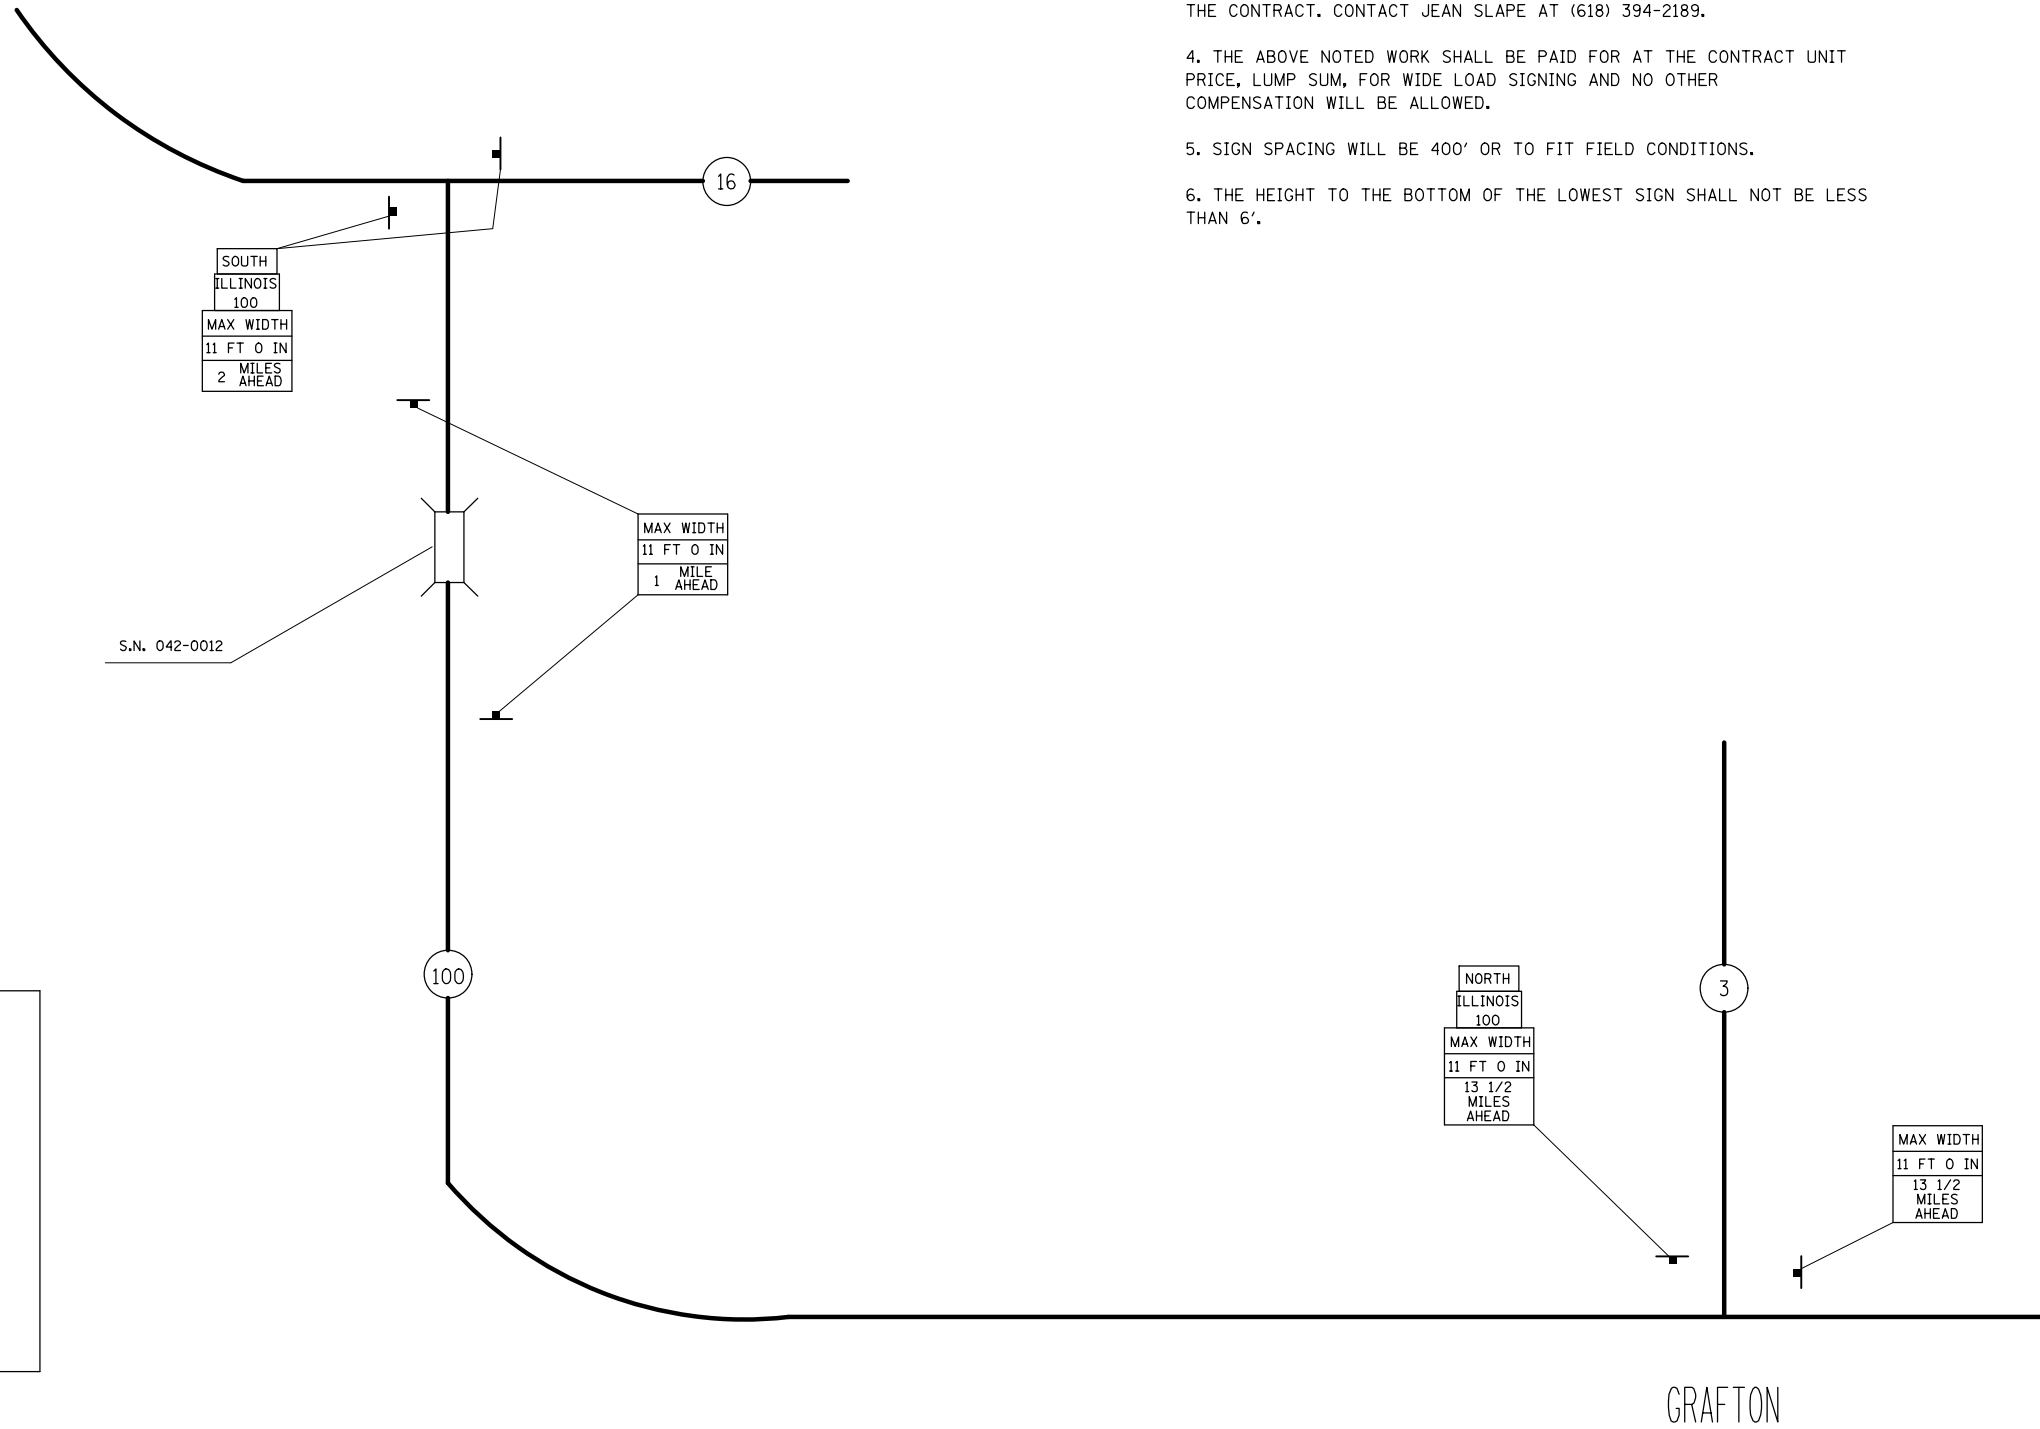 THE CONTRACT. CONTACT JEAN SLAPE AT (618) 394-2189.
4. THE ABOVE NOTED WORK SHALL BE PAID FOR AT THE CONTRACT UNIT
PRICE, LUMP SUM, FOR WIDE LOAD SIGNING AND NO OTHER
COMPENSATION WILL BE ALLOWED.
5. SIGN SPACING WILL BE 400' OR TO FIT FIELD CONDITIONS.
6. THE HEIGHT TO THE BOTTOM OF THE LOWEST SIGN SHALL NOT BE LESS
THAN 6'.
16
SOUTH
ILLINOIS
100
MAX WIDTH
11 FT 0 IN
2 MILES
AHEAD
MAX WIDTH
11 FT 0 IN
1 MILE
AHEAD
S.N. 042-0012
100
3
NORTH
ILLINOIS
100
MAX WIDTH
11 FT 0 IN
13 1/2
MILES
AHEAD
MAX WIDTH
11 FT 0 IN
13 1/2
MILES
AHEAD
GRAFTON